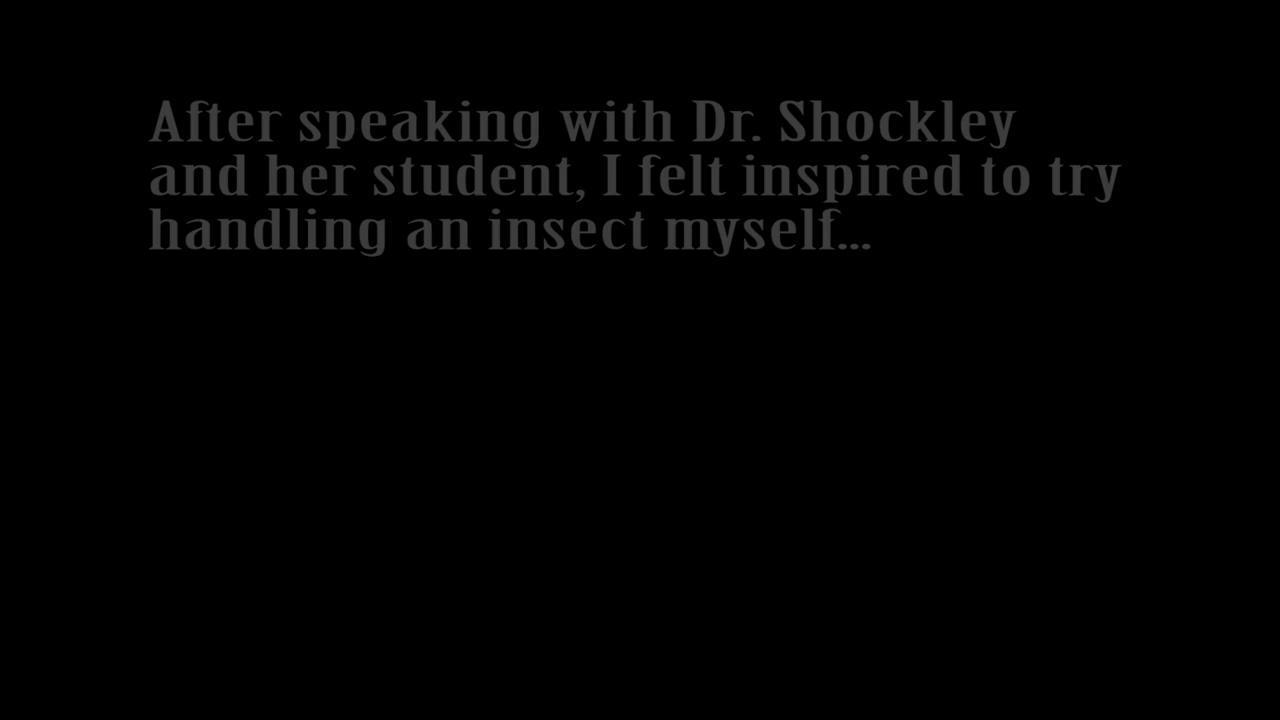 After speaking with Dr. Shockley
and her student, I felt inspired to try
handling an insect myself...